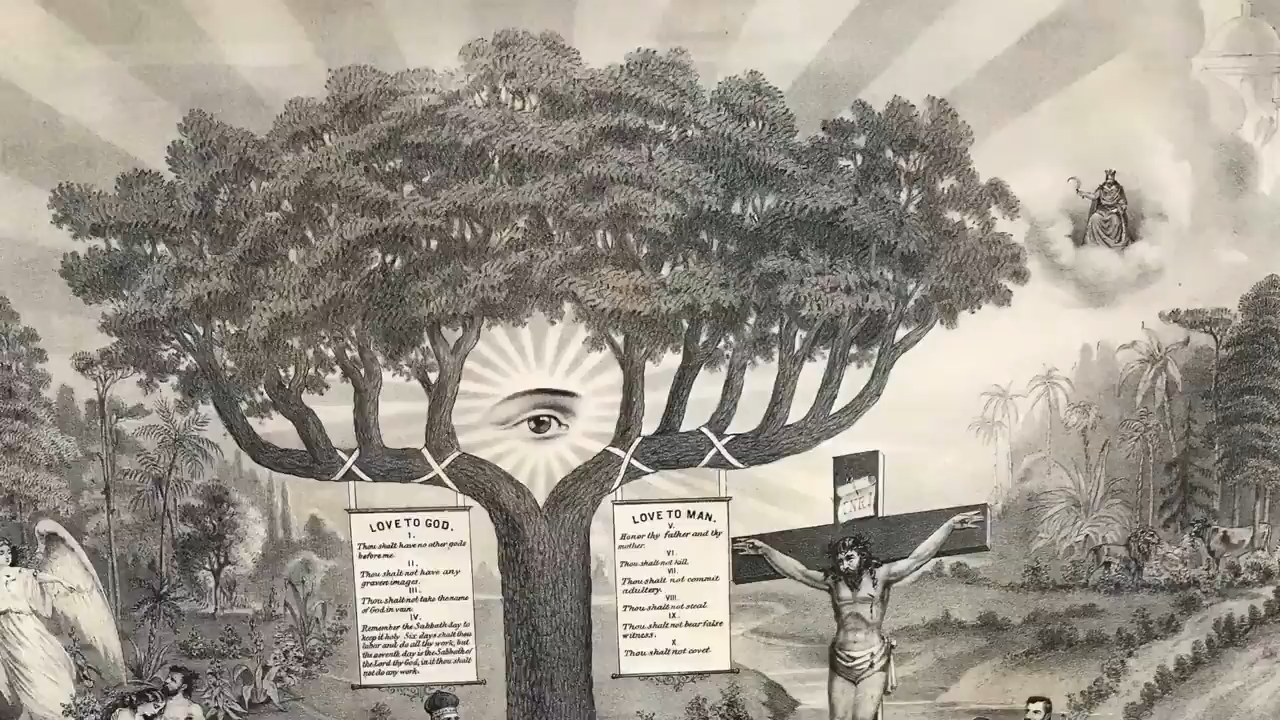 LOVE TO GOD.
I.
Thou shalt have no other gods
before me.
II.
Thou shalt not have any
graven images.
III.
Thou shalt not take the name
of God in vain
IV.
Remember the Sabbath day to
keep it holy Six days shalt thou
labor and do all thy work, but
the seventh day is the Sabbath of
the Lord thy God, in it thou shalt
not do any work.
LOVE TO MAN.
V.
Honor thy father and thy
mother.
VI.
Thou shalt not kill.
VII.
Thou shalt not commit
adultery.
VIII.
Thou shalt not steal.
IX.
Thou shalt not bear false
witness.
X
Thou shalt not covet.
INRI